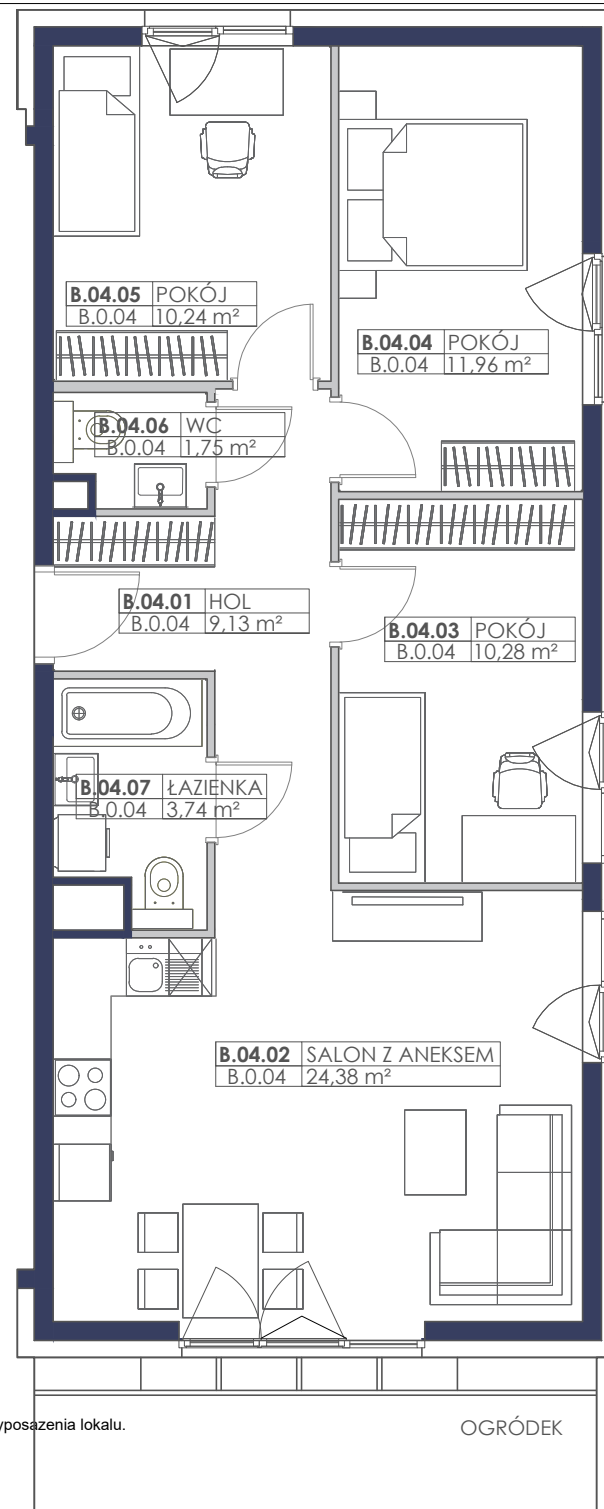 B.04.05 POKÓJ
B.0.04 10,24 m²
B.04.04 POKÓJ
B.0.04 11,96 m²
B.04.06 WC
B.0.04 1,75 m²
B.04.01 HOL
B.0.04 9,13 m²
B.04.03 POKÓJ
B.0.04 10,28 m²
B.04.07 ŁAZIENKA
B.0.04 3,74 m²
B.04.02 SALON Z ANEKSEM
B.0.04 24,38 m²
yposażenia lokalu.
OGRÓDEK